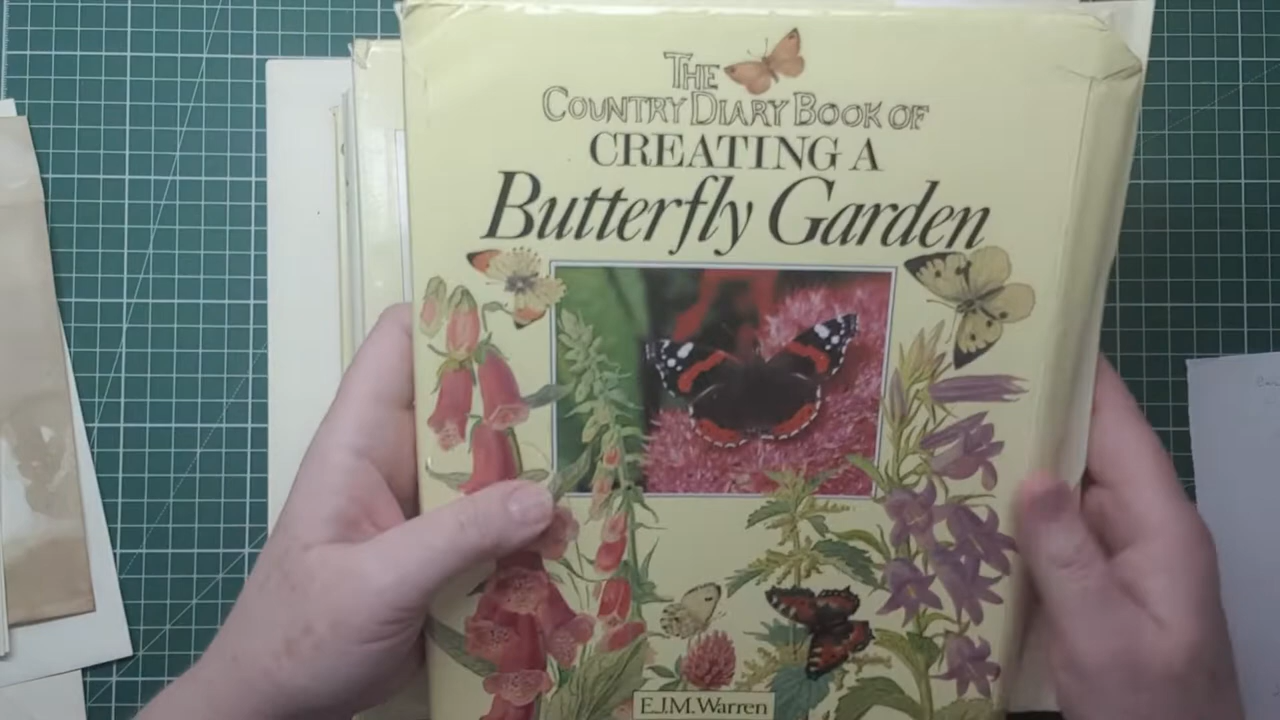 THE
COUNTRY DIARY BOOK OF
CREATING A
Butterfly Garden
E.J.M. Warren